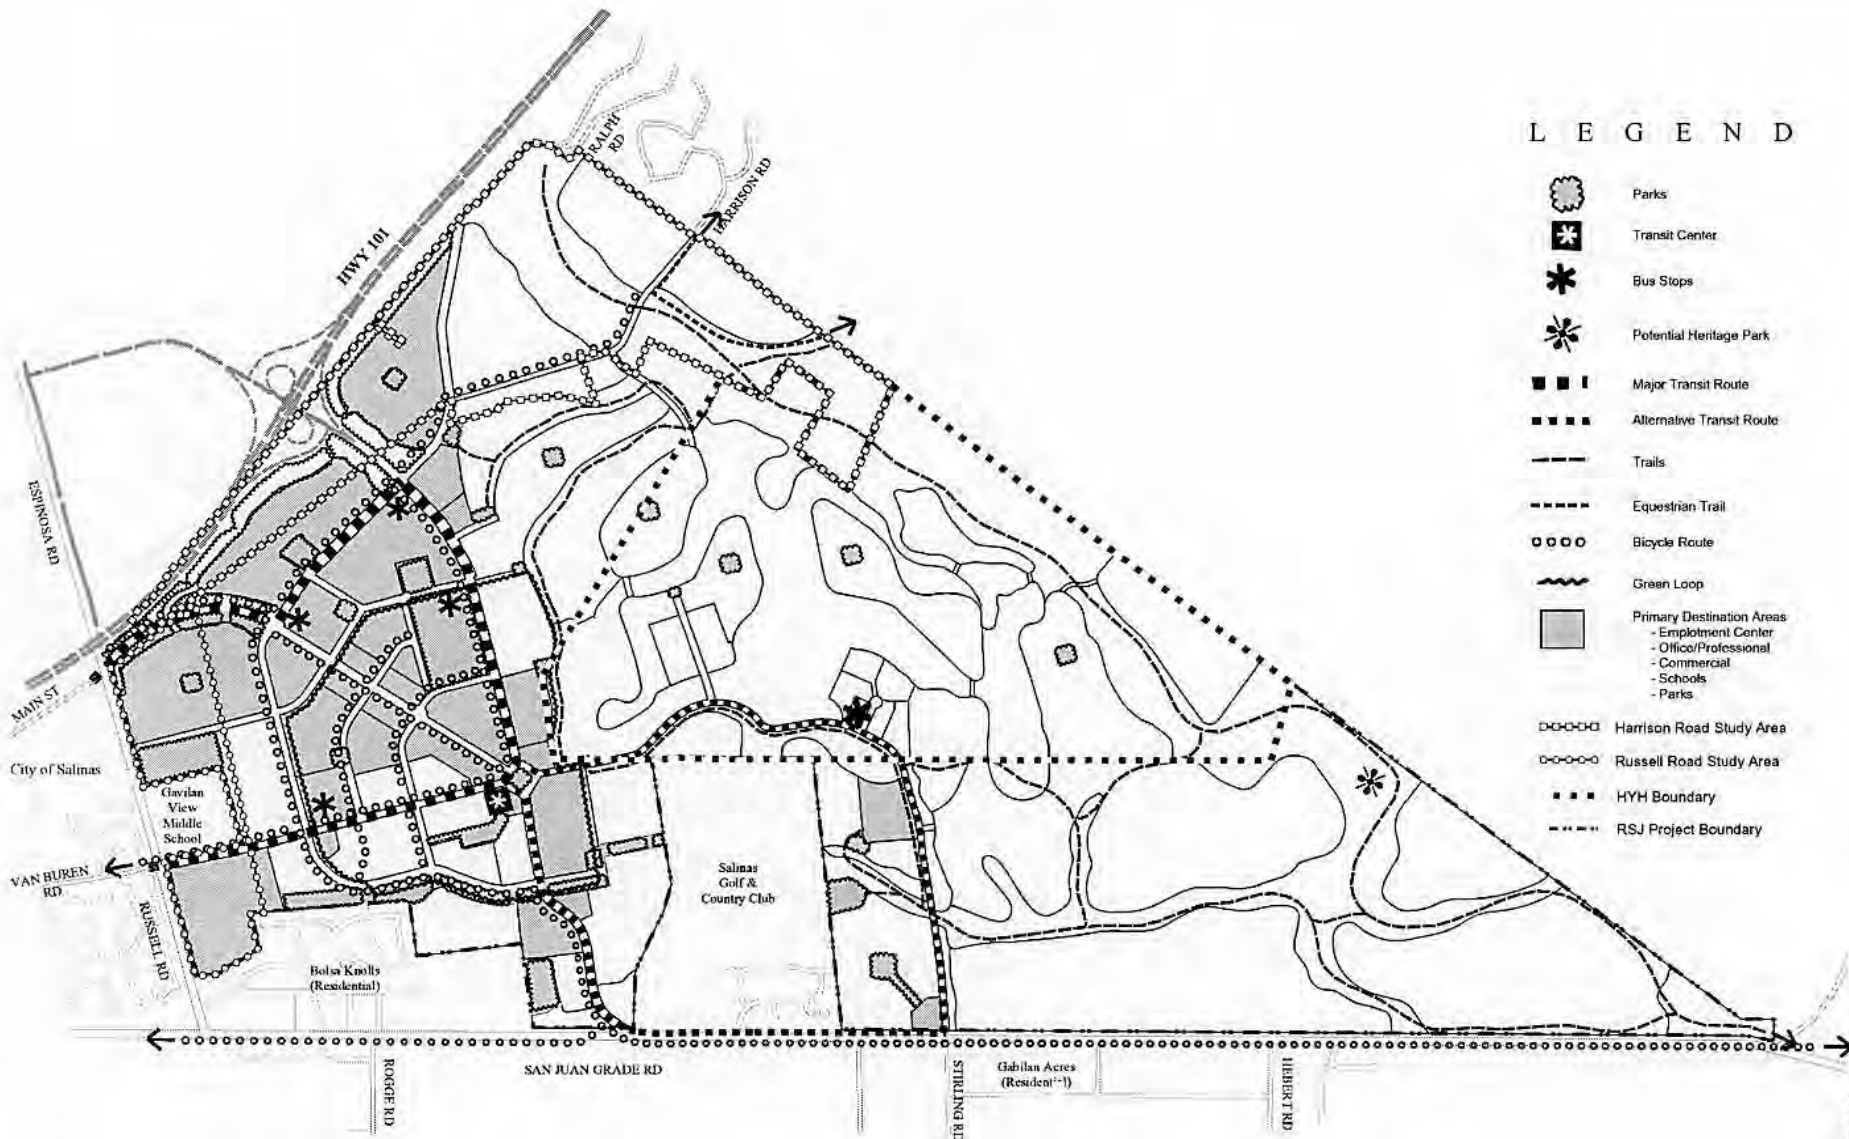 RALPH
RD
HARRISON RD
HWY 101
ESPINOSA RD
MAIN ST
City of Salinas
Gavilan
View
Middle
School
VAN BUREN
RD.
RUSSELL RD
Bolsa Knolls
(Residential)
Salinas
Golf &
Country Club
ROGGE RD
SAN JUAN GRADE RD
STIRLING RD
Gabilan Acres
HEBERT RD
L E G E N D
Parks
Transit Center
Bus Stops
Potential Heritage Park
Major Transit Route
Alternative Transit Route
Trails
Equestrian Trail
Bicycle Route
Green Loop
Primary Destination Areas
- Emplotment Center
- Office/Professional
- Commercial
- Schools
- Parks
Harrison Road Study Area
Russell Road Study Area
HYH Boundary
RSJ Project Boundary